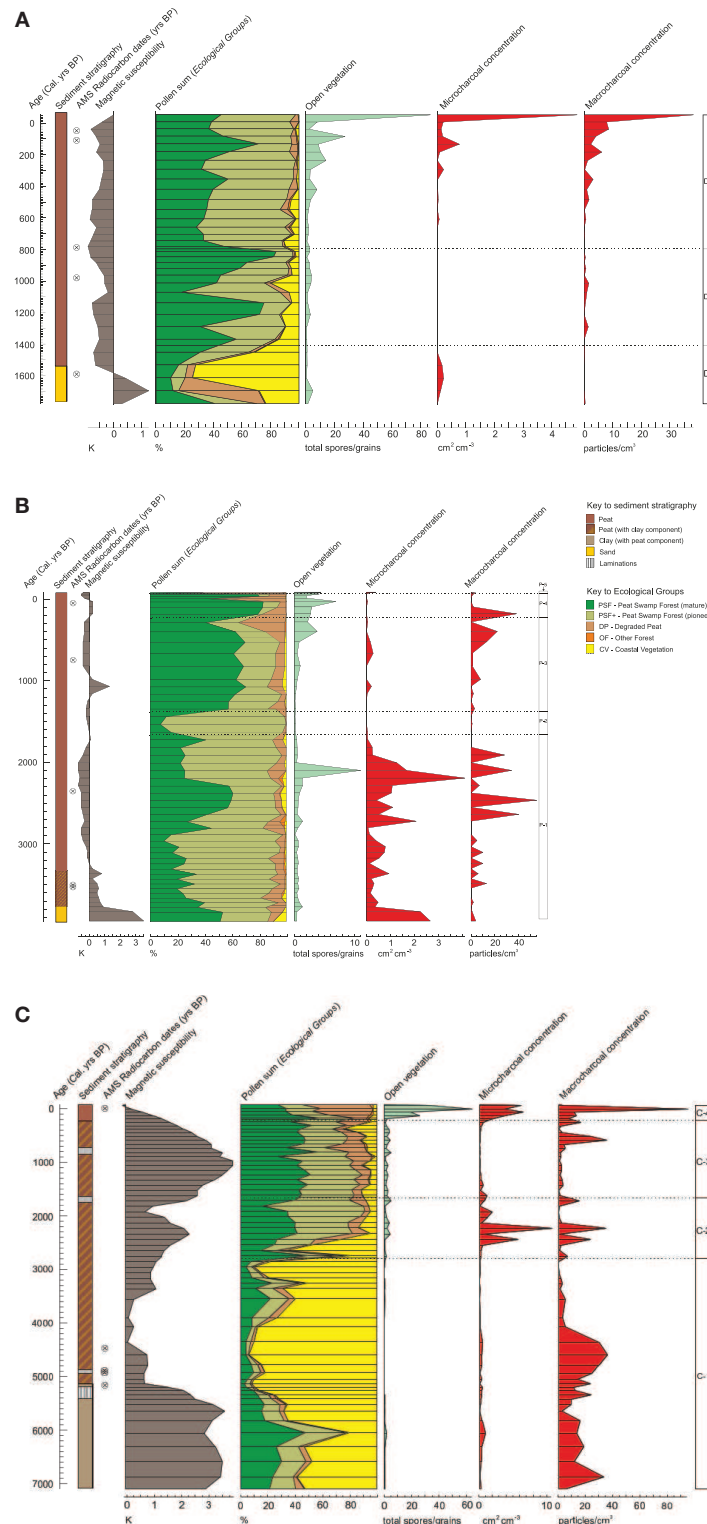 A
Age (Cal. yrs BP)
Sediment stratigraphy
AMS Radiocarbon dates (yrs BP)
Magnetic susceptibility
Pollen sum (Ecological Groups)
Open vegetation
Microcharcoal concentration
Macrocharcoal concentration
0
200
400
600
800
1000
1200
1400
1600
0 1
K
0 20 40 60 80
%
0 20 40 60 80
total spores/grains
0 1 2 3 4 5
cm² cm⁻³
0 10 20 30
particles/cm³
B
Age (Cal. yrs BP)
Sediment stratigraphy
AMS Radiocarbon dates (yrs BP)
Magnetic susceptibility
Pollen sum (Ecological Groups)
Open vegetation
Microcharcoal concentration
Macrocharcoal concentration
Key to sediment stratigraphy
Peat
Peat (with clay component)
Clay (with peat component)
Sand
Laminations
Key to Ecological Groups
PSF - Peat Swamp Forest (mature)
PSF+ - Peat Swamp Forest (pionee
DP - Degraded Peat
OF - Other Forest
CV - Coastal Vegetation
0
1000
2000
3000
0 1 2 3
K
0 20 40 60 80
%
0 10
total spores/grains
0 1 2 3 4
cm² cm⁻³
0 20 40
particles/cm³
C
Age (Cal. yrs BP)
Sediment stratigraphy
AMS Radiocarbon dates (yrs BP)
Magnetic susceptibility
Pollen sum (Ecological Groups)
Open vegetation
Microcharcoal concentration
Macrocharcoal concentration
0
1000
2000
3000
4000
5000
6000
7000
C-3
C-2
0 1 2 3
K
0 20 40 60 80
%
0 20 40 60
total spores/grains
0 10
cm² cm⁻³
0 20 40 60 80
particles/cm³